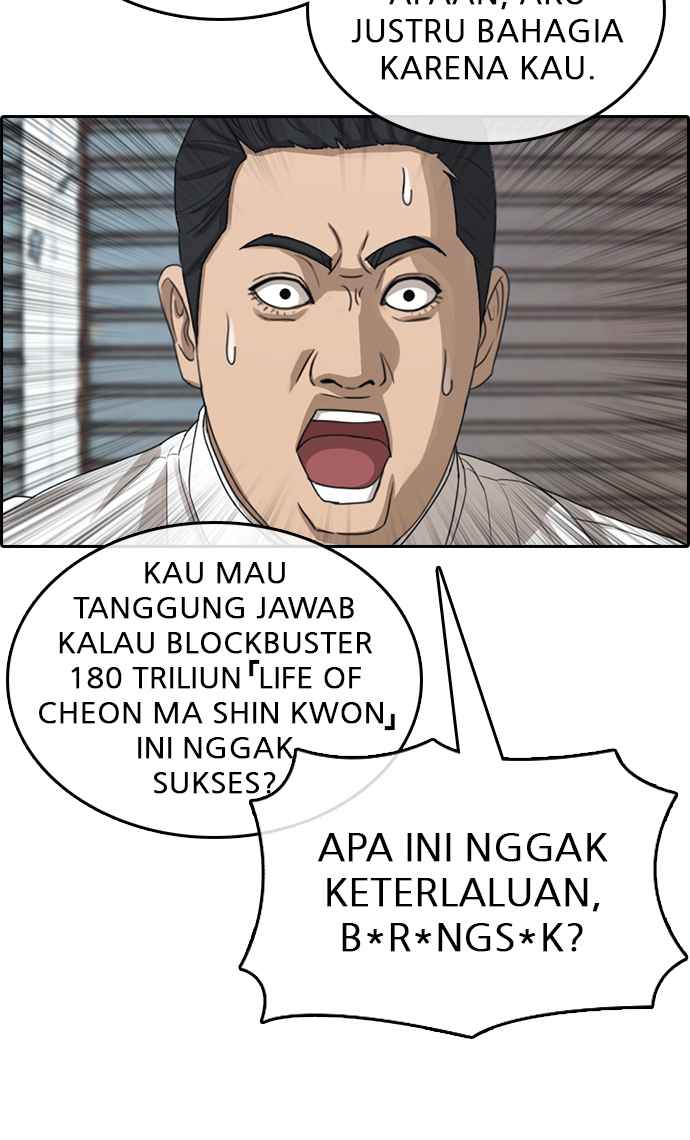 JUSTRU BAHAGIA
KARENA KAU.
KAU MAU
TANGGUNG JAWAB
KALAU BLOCKBUSTER
180 TRILIUN「LIFE OF
CHEON MA SHIN KWON」
INI NGGAK
SUKSES?
APA INI NGGAK
KETERLALUAN,
B*R*NGS*K?